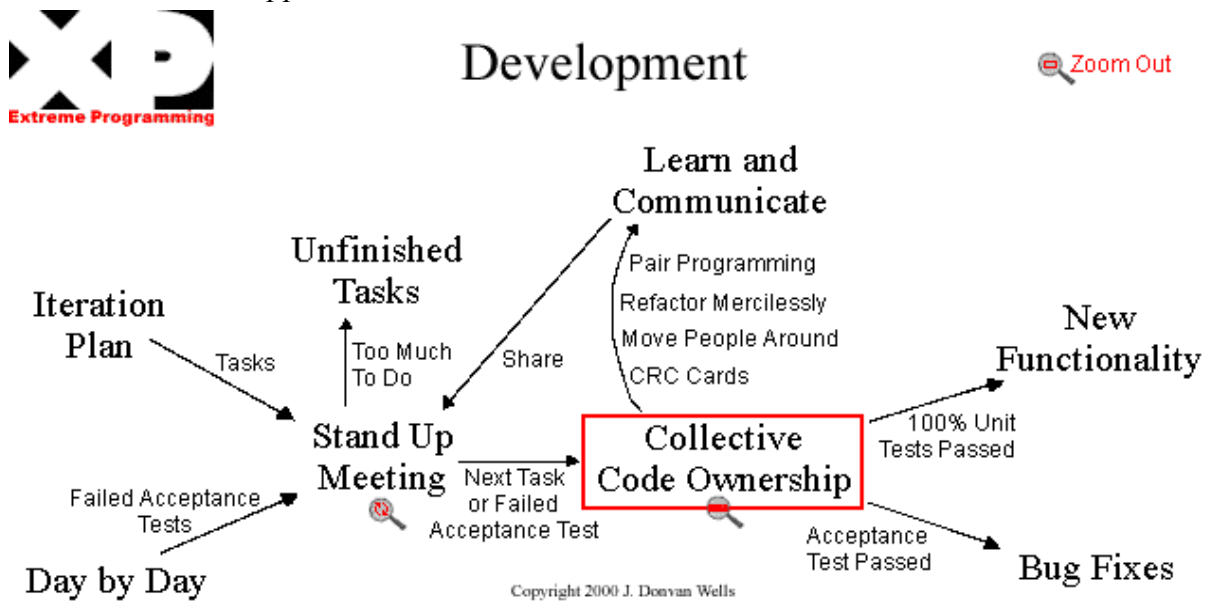 XP
Extreme Programming
Development
Zoom Out
Learn and
Communicate
Unfinished
Tasks
Pair Programming
Refactor Mercilessly
Move People Around
CRC Cards
Iteration
Plan
Tasks
Too Much
To Do
Share
New
Functionality
Stand Up
Meeting
Collective
Code Ownership
100% Unit
Tests Passed
Next Task
or Failed
Acceptance Test
Failed Acceptance
Tests
Acceptance
Test Passed
Day by Day
Bug Fixes
Copyright 2000 J. Donvan Wells